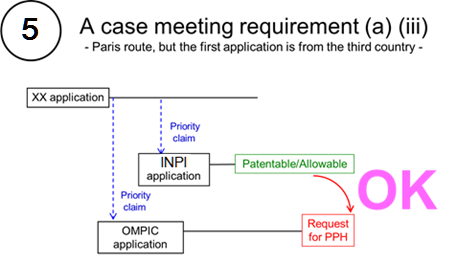 5
A case meeting requirement (a) (iii)
- Paris route, but the first application is from the third country -
XX application
Priority
claim
INPI
application
Patentable/Allowable
OK
Priority
claim
OMPIC
application
Request
for PPH